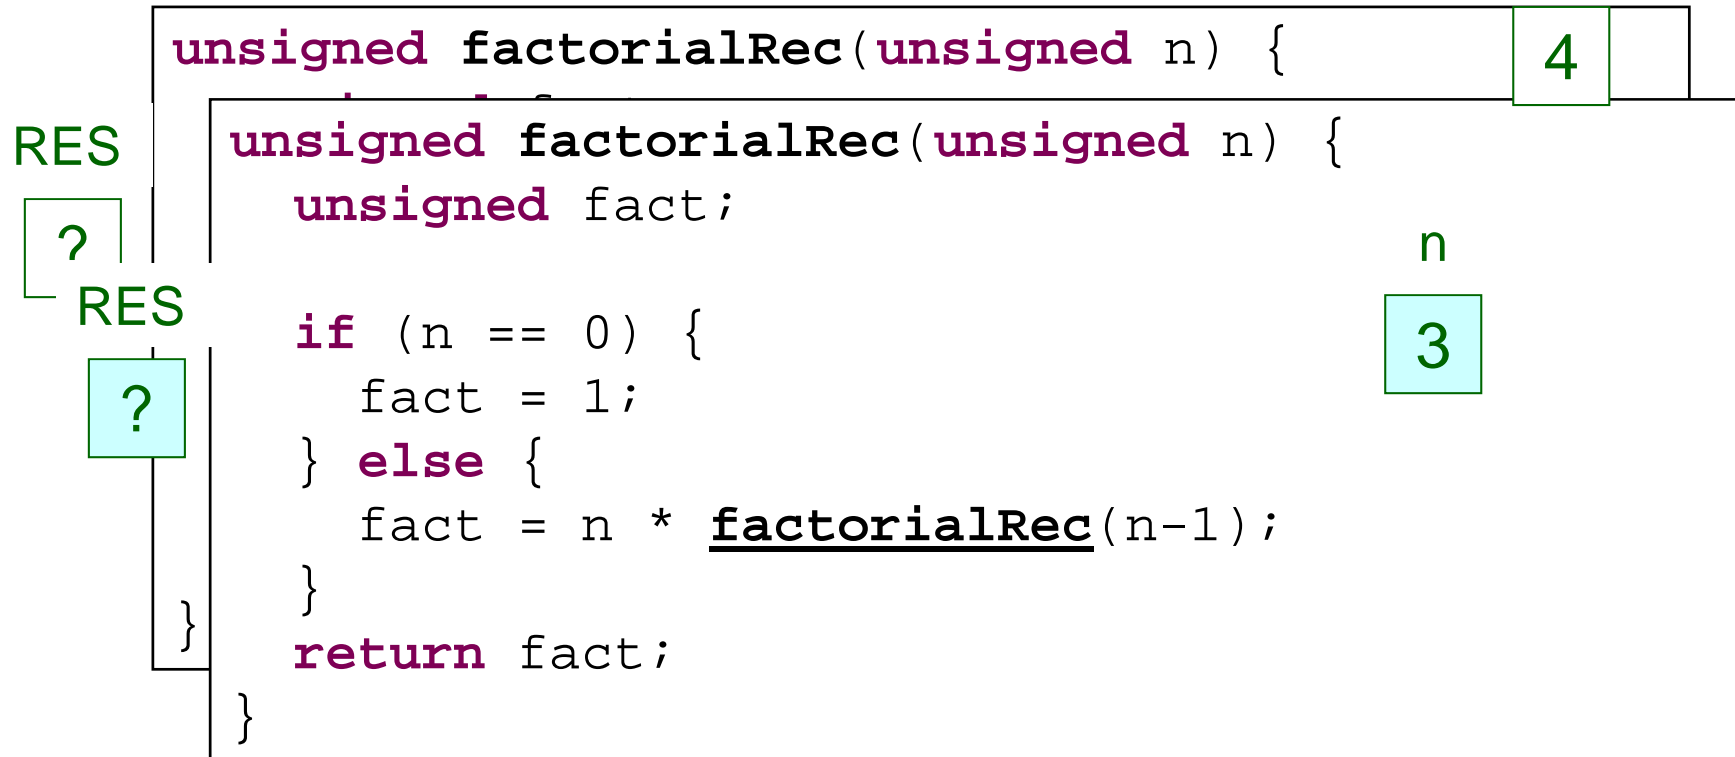 unsigned factorialRec(unsigned n) {
4
RES
?
unsigned factorialRec(unsigned n) {
unsigned fact;
n
3
RES
?
if (n == 0) {
fact = 1;
} else {
fact = n * factorialRec(n-1);
}
return fact;
}
}